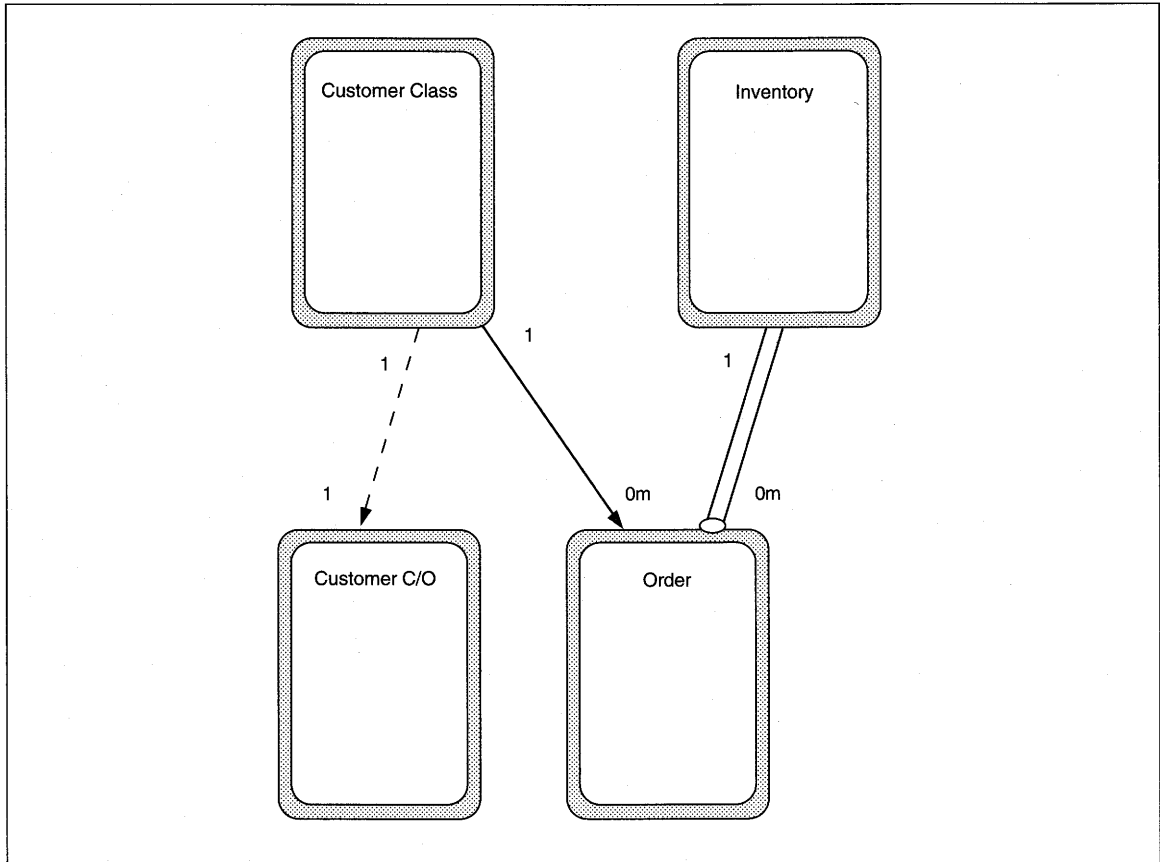 Customer Class
Inventory
1
1
1
1
0m
0m
Customer C/O
Order